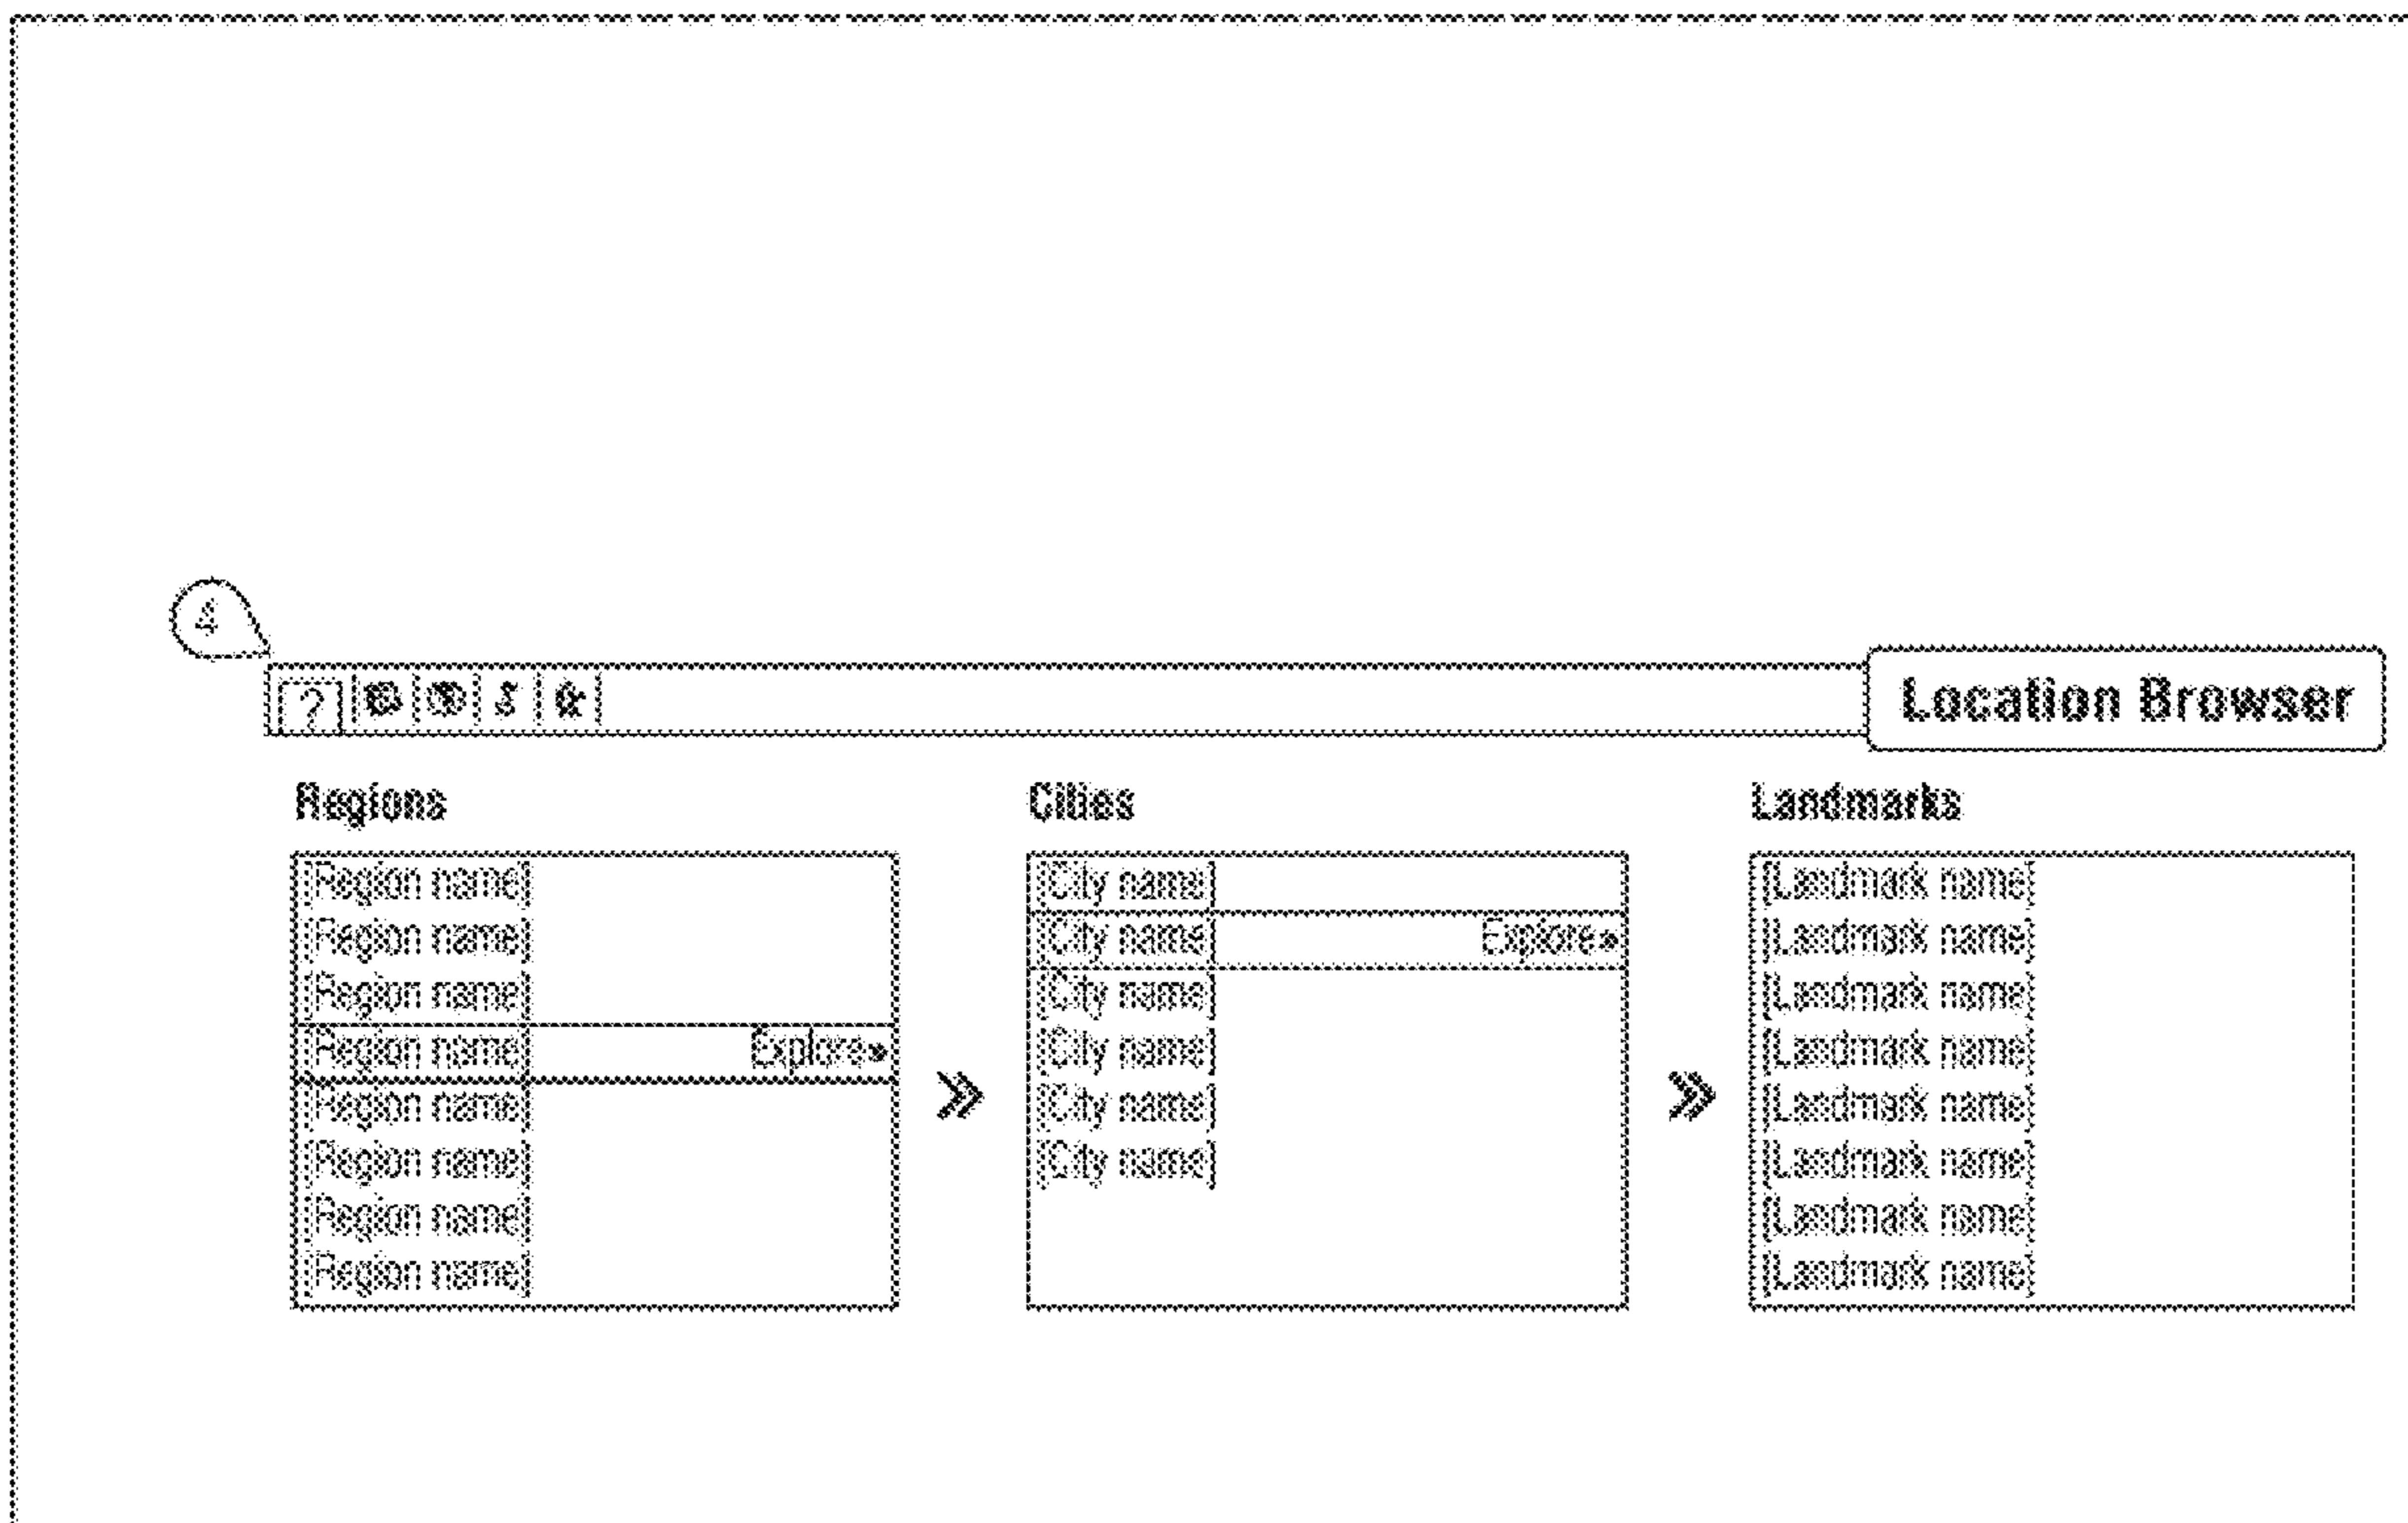 4
?
Location Browser
Regions
[Region name]
[Region name]
[Region name]
[Region name] Explore»
[Region name]
[Region name]
[Region name]
[Region name]
»
Cities
[City name]
[City name] Explore»
[City name]
[City name]
[City name]
[City name]
»
Landmarks
[Landmark name]
[Landmark name]
[Landmark name]
[Landmark name]
[Landmark name]
[Landmark name]
[Landmark name]
[Landmark name]